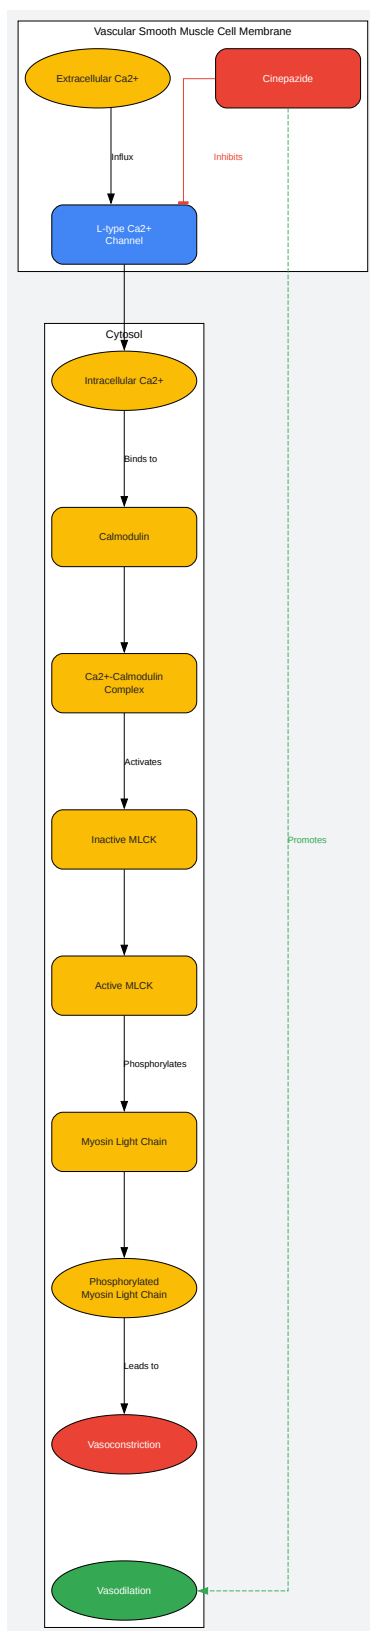 Vascular Smooth Muscle Cell Membrane
Extracellular Ca2+
Cinepazide
Influx
Inhibits
L-type Ca2+
Channel
Cytosol
Intracellular Ca2+
Binds to
Calmodulin
Ca2+-Calmodulin
Complex
Activates
Inactive MLCK
Promotes
Active MLCK
Phosphorylates
Myosin Light Chain
Phosphorylated
Myosin Light Chain
Leads to
Vasoconstriction
Vasodilation